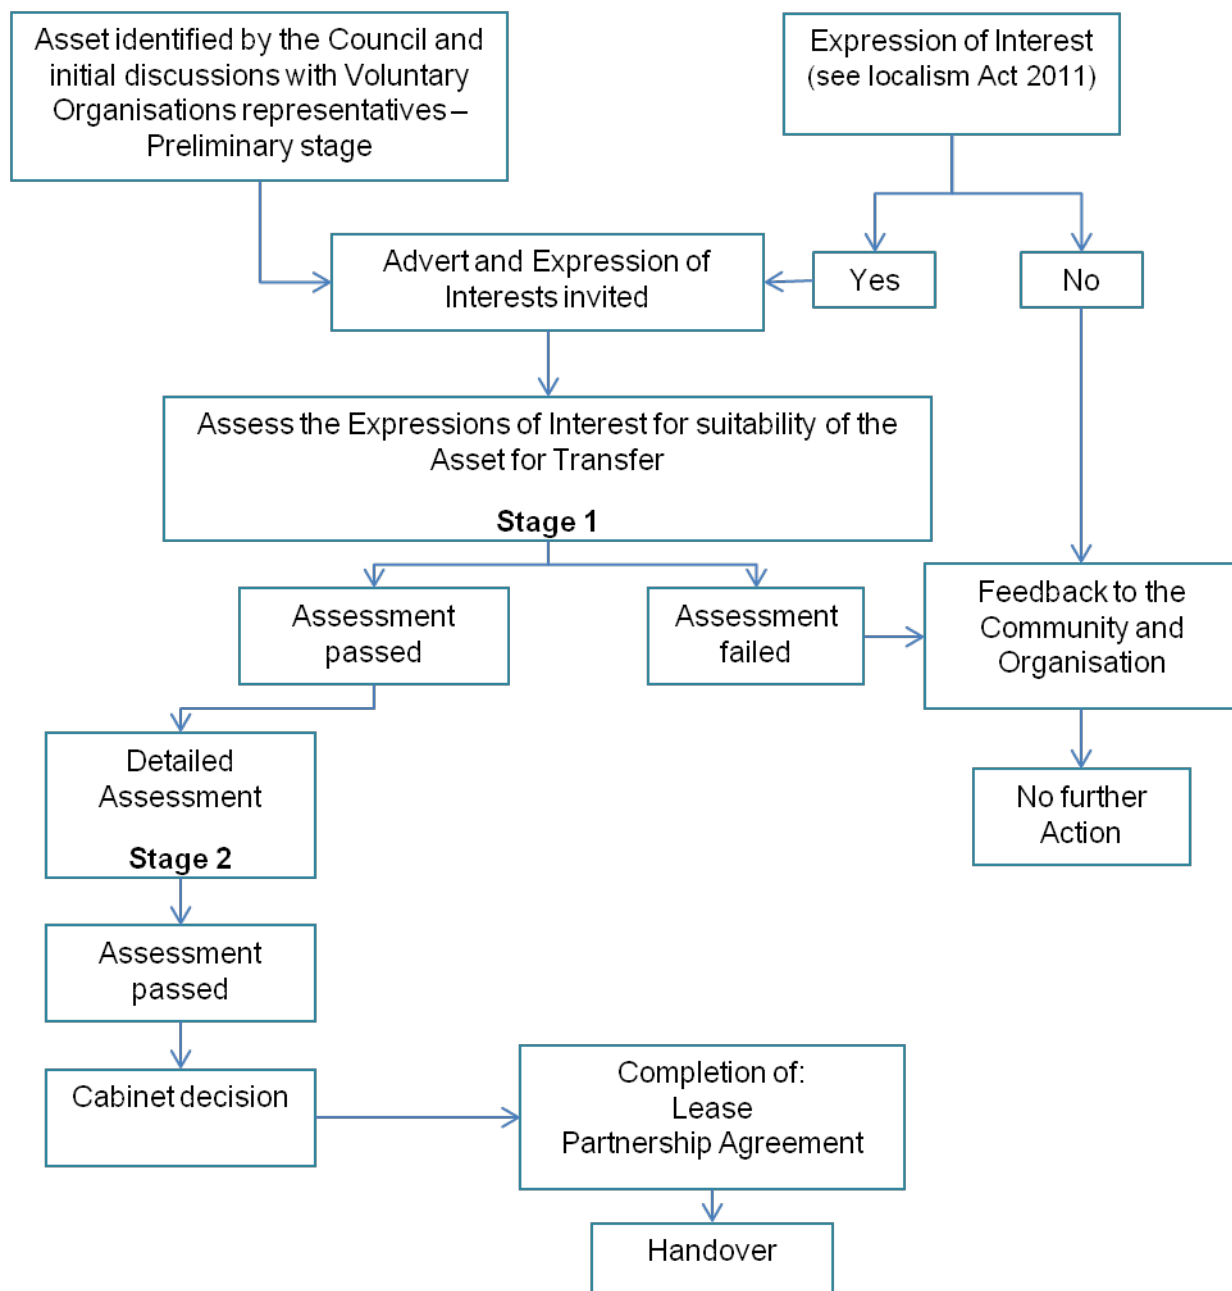 Asset identified by the Council and
initial discussions with Voluntary
Organisations representatives –
Preliminary stage
Expression of Interest
(see localism Act 2011)
Advert and Expression of
Interests invited
Yes
No
Assess the Expressions of Interest for suitability of the
Asset for Transfer
Stage 1
Assessment
passed
Assessment
failed
Feedback to the
Community and
Organisation
Detailed
Assessment
Stage 2
No further
Action
Assessment
passed
Cabinet decision
Completion of:
Lease
Partnership Agreement
Handover